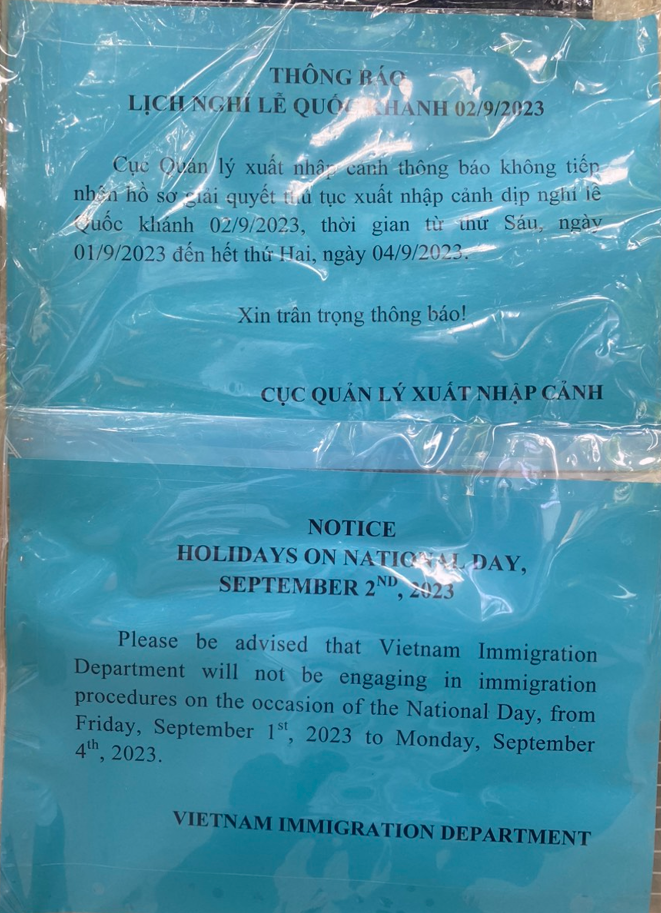 THÔNG BÁO
LỊCH NGHỈ LỄ QUỐC KHÁNH 02/9/2023
Cục Quản lý xuất nhập cảnh thông báo không tiếp
nhận hồ sơ giải quyết thủ tục xuất nhập cảnh dịp nghỉ lễ
Quốc khánh 02/9/2023, thời gian từ thứ Sáu, ngày
01/9/2023 đến hết thứ Hai, ngày 04/9/2023.
Xin trân trọng thông báo!
CỤC QUẢN LÝ XUẤT NHẬP CẢNH
NOTICE
HOLIDAYS ON NATIONAL DAY,
SEPTEMBER 2ND, 2023
Please be advised that Vietnam Immigration
Department will not be engaging in immigration
procedures on the occasion of the National Day, from
Friday, September 1st, 2023 to Monday, September
4th, 2023.
VIETNAM IMMIGRATION DEPARTMENT